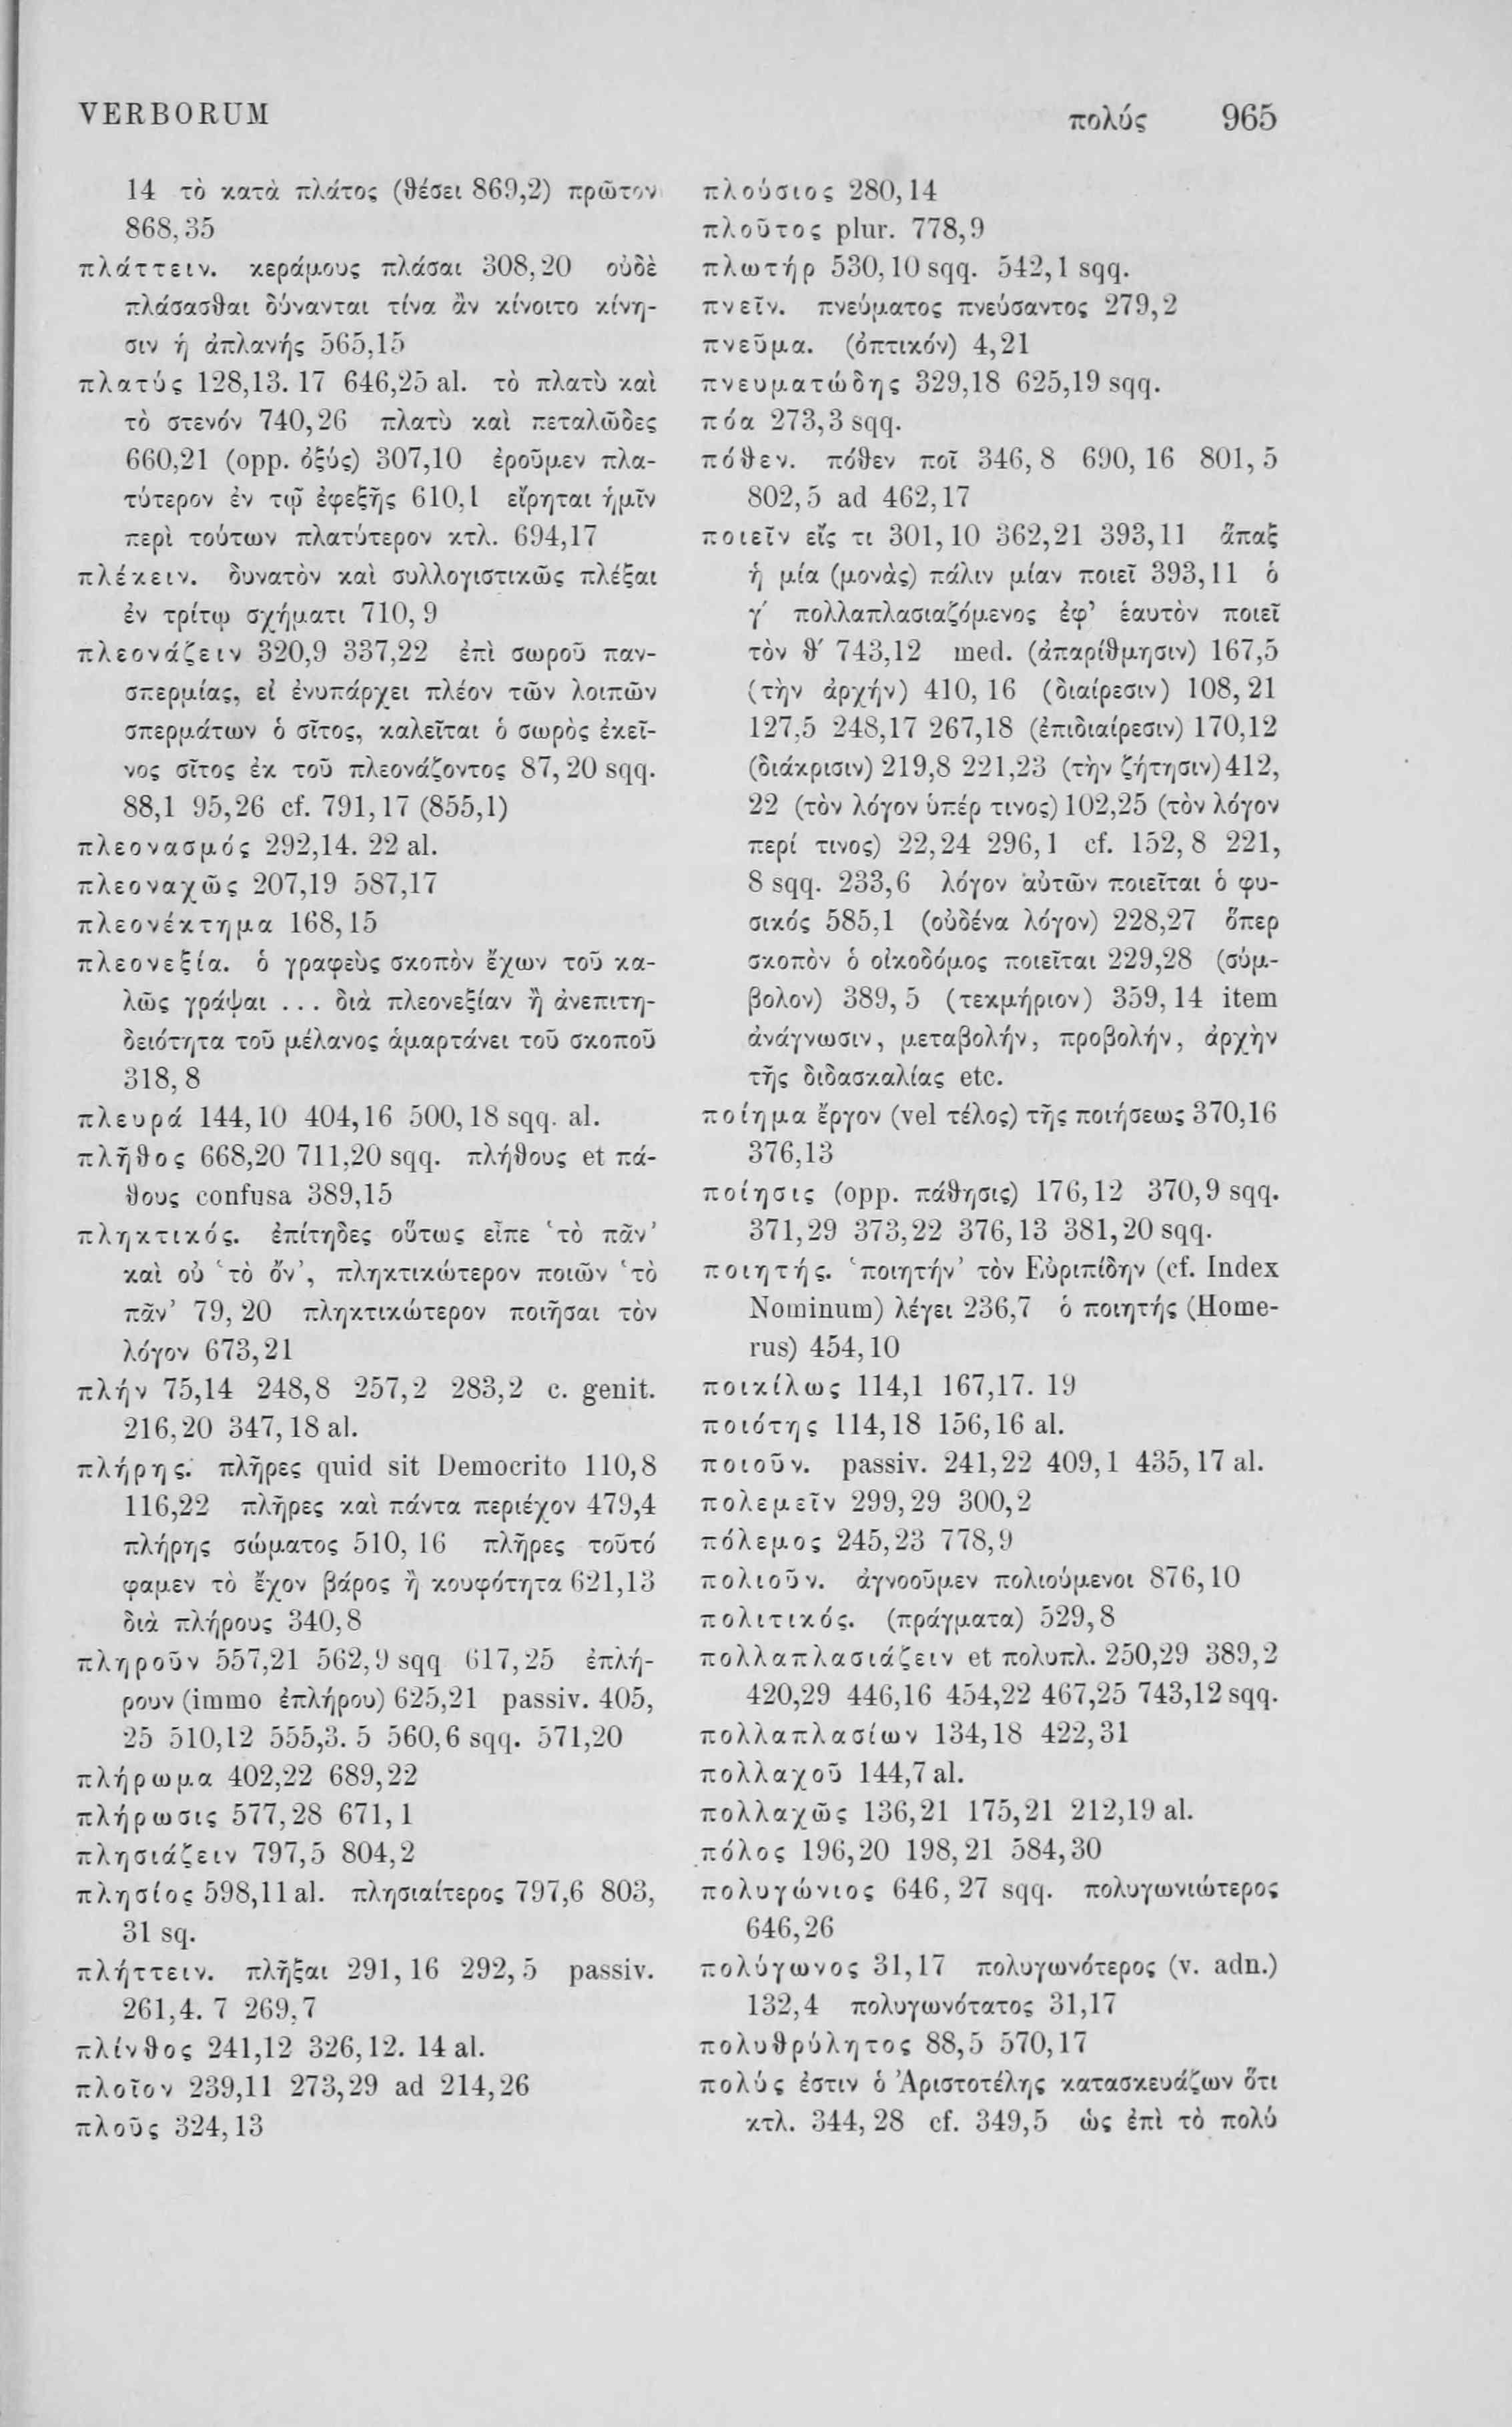 VERBORUM πολύς 965
14 τὸ κατὰ πλάτος (θέσει 869,2) πρῶτον
868,35
πλάττειν. κεράμους πλάσαι 308,20 οὐδὲ
πλάσασθαι δύνανται τίνα ἂν κίνοιτο κίνη-
σιν ἡ ἀπλανής 565,15
πλατύς 128,13. 17 646,25 al. τὸ πλατὺ καὶ
τὸ στενόν 740,26 πλατὺ καὶ πεταλῶδες
660,21 (opp. ὀξύς) 307,10 ἐροῦμεν πλα-
τύτερον ἐν τῷ ἐφεξῆς 610,1 εἴρηται ἡμῖν
περὶ τούτων πλατύτερον κτλ. 694,17
πλέκειν. δυνατὸν καὶ συλλογιστικῶς πλέξαι
ἐν τρίτῳ σχήματι 710, 9
πλεονάζειν 320,9 337,22 ἐπὶ σωροῦ παν-
σπερμίας, εἰ ἐνυπάρχει πλέον τῶν λοιπῶν
σπερμάτων ὁ σῖτος, καλεῖται ὁ σωρὸς ἐκεῖ-
νος σῖτος ἐκ τοῦ πλεονάζοντος 87, 20 sqq.
88,1 95,26 cf. 791,17 (855,1)
πλεονασμός 292,14. 22 al.
πλεοναχῶς 207,19 587,17
πλεονέκτημα 168,15
πλεονεξία. ὁ γραφεὺς σκοπὸν ἔχων τοῦ κα-
λῶς γράψαι ... διὰ πλεονεξίαν ἢ ἀνεπιτη-
δειότητα τοῦ μέλανος ἁμαρτάνει τοῦ σκοποῦ
318, 8
πλευρά 144,10 404,16 500,18 sqq. al.
πλῆθος 668,20 711,20 sqq. πλήθους et πά-
θους confusa 389,15
πληκτικός. ἐπίτηδες οὕτως εἶπε ‘τὸ πᾶν’
καὶ οὐ ‘τὸ ὄν’, πληκτικώτερον ποιῶν ‘τὸ
πᾶν’ 79, 20 πληκτικώτερον ποιῆσαι τὸν
λόγον 673,21
πλήν 75,14 248,8 257,2 283,2 c. genit.
216,20 347,18 al.
πλήρης. πλῆρες quid sit Democrito 110,8
116,22 πλῆρες καὶ πάντα περιέχον 479,4
πλήρης σώματος 510, 16 πλῆρες τοῦτό
φαμεν τὸ ἔχον βάρος ἢ κουφότητα 621,13
διὰ πλήρους 340,8
πληροῦν 557,21 562,9 sqq 617,25 ἐπλή-
ρουν (immo ἐπλήρου) 625,21 passiv. 405,
25 510,12 555,3. 5 560,6 sqq. 571,20
πλήρωμα 402,22 689,22
πλήρωσις 577,28 671,1
πλησιάζειν 797,5 804,2
πλησίος 598,11 al. πλησιαίτερος 797,6 803,
31 sq.
πλήττειν. πλῆξαι 291,16 292,5 passiv.
261,4. 7 269,7
πλίνθος 241,12 326,12. 14 al.
πλοῖον 239,11 273,29 ad 214,26
πλοῦς 324,13
πλούσιος 280,14
πλοῦτος plur. 778,9
πλωτήρ 530,10 sqq. 542,1 sqq.
πνεῖν. πνεύματος πνεύσαντος 279,2
πνεῦμα. (ὀπτικόν) 4,21
πνευματώδης 329,18 625,19 sqq.
πόα 273,3 sqq.
πόθεν. πόθεν ποῖ 346, 8 690, 16 801, 5
802,5 ad 462,17
ποιεῖν εἴς τι 301,10 362,21 393,11 ἅπαξ
ἡ μία (μονὰς) πάλιν μίαν ποιεῖ 393,11 ὁ
γ′ πολλαπλασιαζόμενος ἐφ’ ἑαυτὸν ποιεῖ
τὸν θ′ 743,12 med. (ἀπαρίθμησιν) 167,5
(τὴν ἀρχήν) 410, 16 (διαίρεσιν) 108, 21
127,5 248,17 267,18 (ἐπιδιαίρεσιν) 170,12
(διάκρισιν) 219,8 221,23 (τὴν ζήτησιν) 412,
22 (τὸν λόγον ὑπέρ τινος) 102,25 (τὸν λόγον
περί τινος) 22,24 296,1 cf. 152, 8 221,
8 sqq. 233,6 λόγον αὐτῶν ποιεῖται ὁ φυ-
σικός 585,1 (οὐδένα λόγον) 228,27 ὅπερ
σκοπὸν ὁ οἰκοδόμος ποιεῖται 229,28 (σύμ-
βολον) 389, 5 (τεκμήριον) 359, 14 item
ἀνάγνωσιν, μεταβολήν, προβολήν, ἀρχὴν
τῆς διδασκαλίας etc.
ποίημα ἔργον (vel τέλος) τῆς ποιήσεως 370,16
376,13
ποίησις (opp. πάθησις) 176,12 370,9 sqq.
371,29 373,22 376,13 381,20 sqq.
ποιητής. ‘ποιητήν’ τὸν Εὐριπίδην (cf. Index
Nominum) λέγει 236,7 ὁ ποιητής (Home-
rus) 454,10
ποικίλως 114,1 167,17. 19
ποιότης 114,18 156,16 al.
ποιοῦν. passiv. 241,22 409,1 435,17 al.
πολεμεῖν 299,29 300,2
πόλεμος 245,23 778,9
πολιοῦν. ἀγνοοῦμεν πολιούμενοι 876,10
πολιτικός. (πράγματα) 529,8
πολλαπλασιάζειν et πολυπλ. 250,29 389,2
420,29 446,16 454,22 467,25 743,12 sqq.
πολλαπλασίων 134,18 422,31
πολλαχοῦ 144,7 al.
πολλαχῶς 136,21 175,21 212,19 al.
πόλος 196,20 198,21 584,30
πολυγώνιος 646, 27 sqq. πολυγωνιώτερος
646,26
πολύγωνος 31,17 πολυγωνότερος (v. adn.)
132,4 πολυγωνότατος 31,17
πολυθρύλητος 88,5 570,17
πολύς ἐστιν ὁ Ἀριστοτέλης κατασκευάζων ὅτι
κτλ. 344, 28 cf. 349,5 ὡς ἐπὶ τὸ πολύ